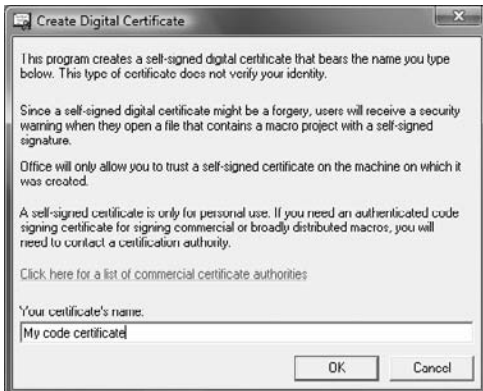 Create Digital Certificate
This program creates a self-signed digital certificate that bears the name you type
below. This type of certificate does not verify your identity.
Since a self-signed digital certificate might be a forgery, users will receive a security
warning when they open a file that contains a macro project with a self-signed
signature.
Office will only allow you to trust a self-signed certificate on the machine on which it
was created.
A self-signed certificate is only for personal use. If you need an authenticated code
signing certificate for signing commercial or broadly distributed macros, you will
need to contact a certification authority.
Click here for a list of commercial certificate authorities
Your certificate's name:
My code certificate
OK
Cancel